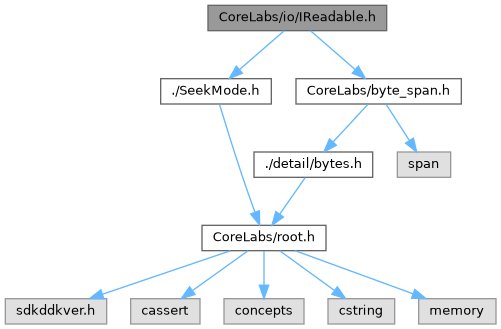 CoreLabs/io/IReadable.h
./SeekMode.h
CoreLabs/byte_span.h
./detail/bytes.h
span
CoreLabs/root.h
sdkddkver.h
cassert
concepts
cstring
memory